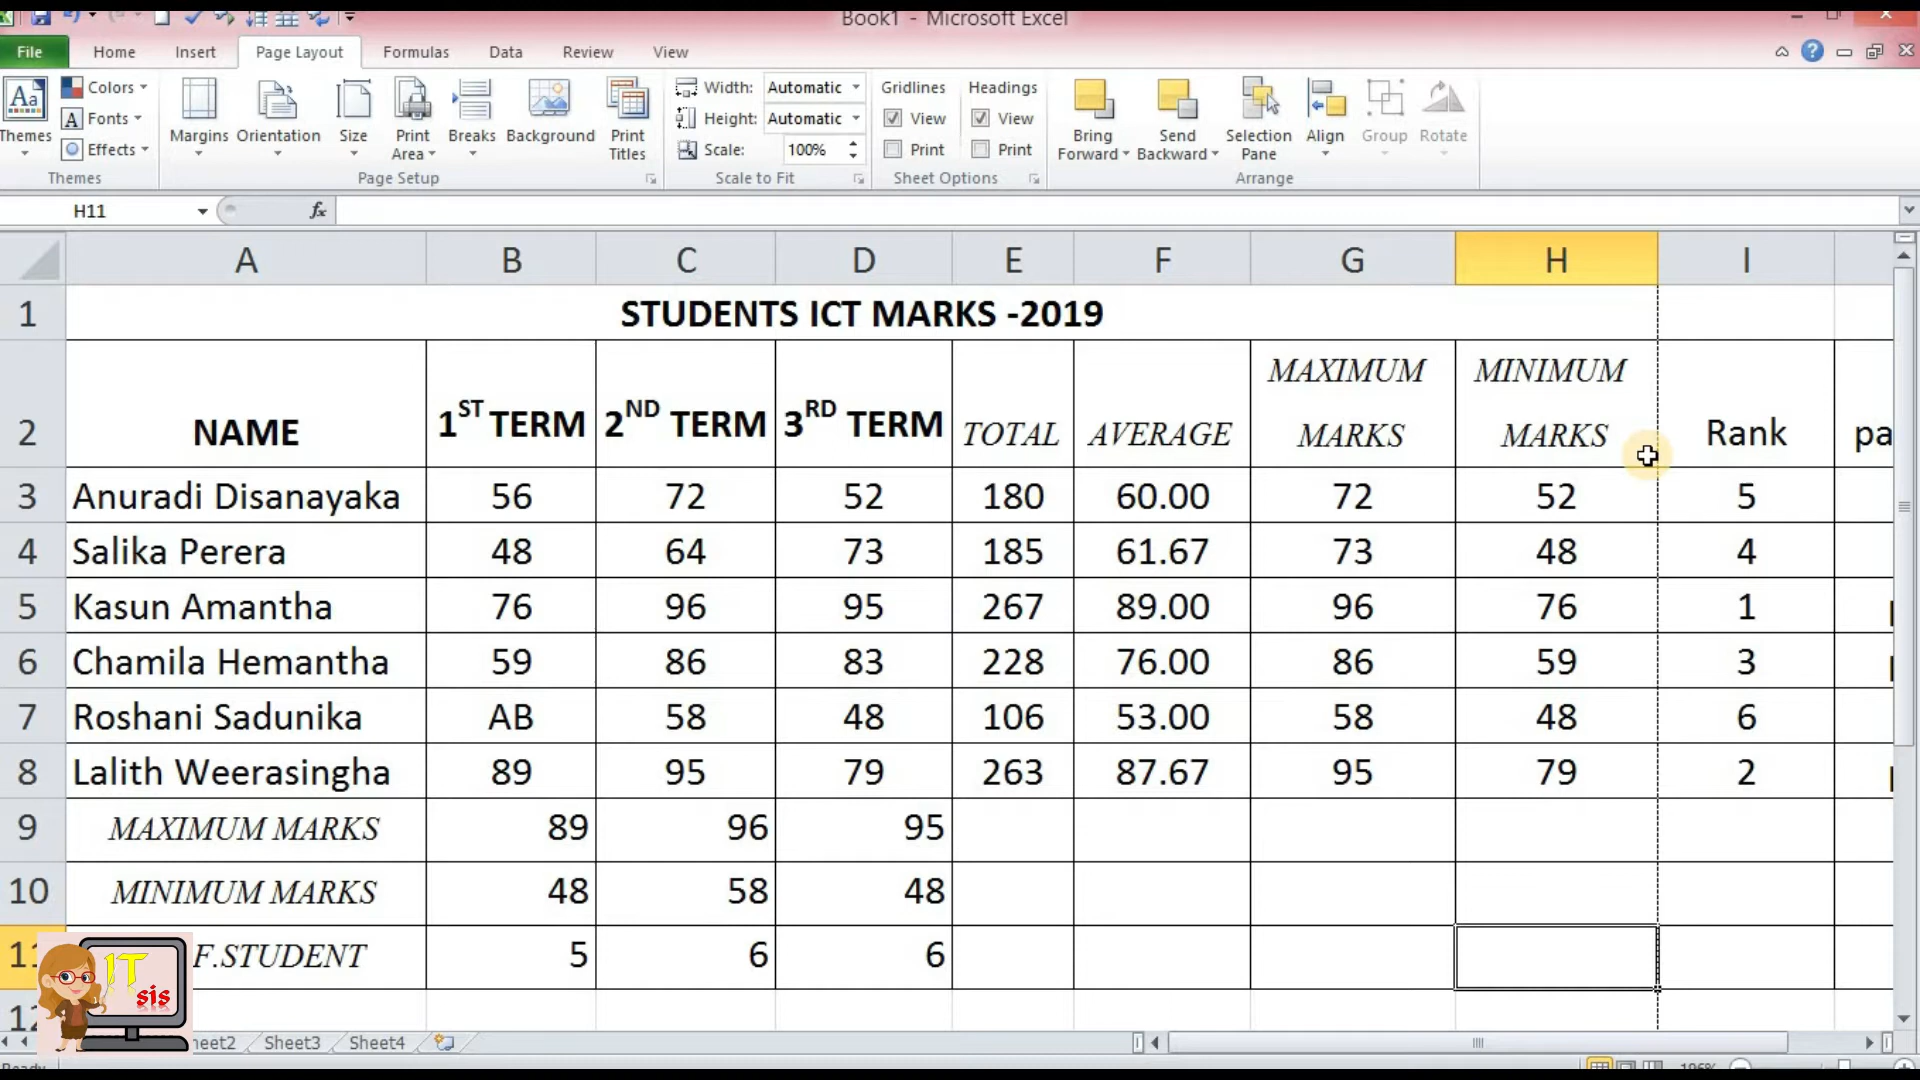 Book1 - Microsoft Excel
File Home Insert Page Layout Formulas Data Review View
Themes Colors Fonts Effects Margins Orientation Size Print Area Breaks Background Print Titles Width: Automatic Height: Automatic Scale: 100% Gridlines View Print Headings View Print Bring Forward Send Backward Selection Pane Align Group Rotate
Themes Page Setup Scale to Fit Sheet Options Arrange
H11 fx
A B C D E F G H I
1 STUDENTS ICT MARKS -2019
2 NAME 1ST TERM 2ND TERM 3RD TERM TOTAL AVERAGE MAXIMUM MARKS MINIMUM MARKS Rank pa
3 Anuradi Disanayaka 56 72 52 180 60.00 72 52 5
4 Salika Perera 48 64 73 185 61.67 73 48 4
5 Kasun Amantha 76 96 95 267 89.00 96 76 1
6 Chamila Hemantha 59 86 83 228 76.00 86 59 3
7 Roshani Sadunika AB 58 48 106 53.00 58 48 6
8 Lalith Weerasingha 89 95 79 263 87.67 95 79 2
9 MAXIMUM MARKS 89 96 95
10 MINIMUM MARKS 48 58 48
11 F.STUDENT 5 6 6
12
IT
sis
eet2 Sheet3 Sheet4